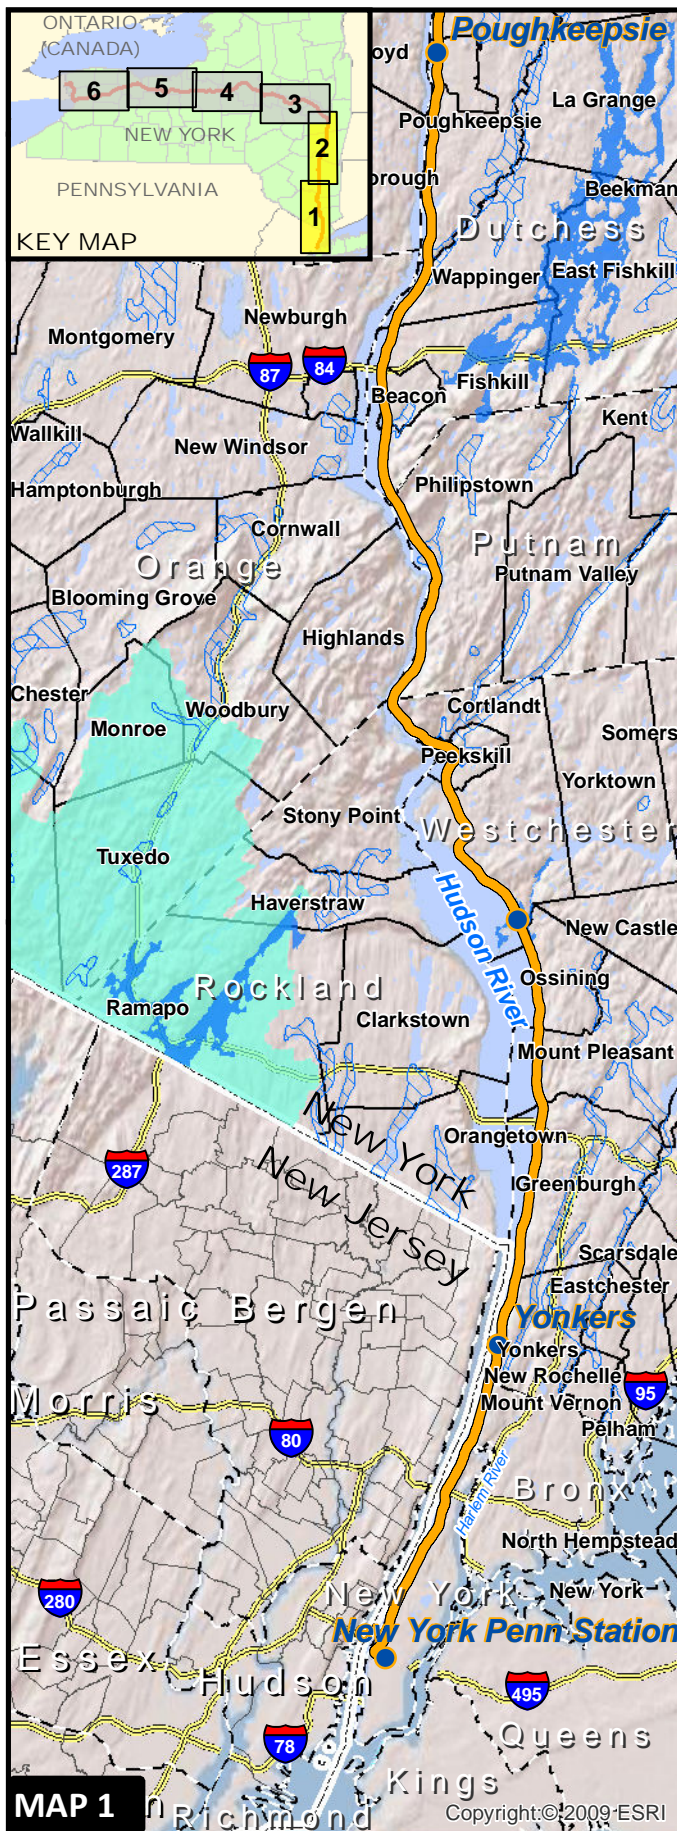 ONTARIO
(CANADA)
6
5
4
3
NEW YORK
2
PENNSYLVANIA
1
KEY MAP
Poughkeepsie
oyd
La Grange
Poughkeepsie
orough
Beekman
Dutchess
Wappinger
East Fishkill
Newburgh
Montgomery
87
84
Fishkill
Beacon
Kent
Wallkill
New Windsor
Hamptonburgh
Philipstown
Cornwall
Putnam
Orange
Putnam Valley
Blooming Grove
Highlands
Chester
Woodbury
Cortlandt
Monroe
Somers
Peekskill
Yorktown
Stony Point
Westchester
Tuxedo
Hudson River
Haverstraw
New Castle
Ossining
Rockland
Ramapo
Clarkstown
Mount Pleasant
New York
Orangetown
287
New Jersey
Greenburgh
Scarsdale
Eastchester
Passaic
Bergen
Yonkers
Yonkers
New Rochelle
95
Morris
Mount Vernon
Pelham
80
Bronx
Harlem River
North Hempstead
280
New York
New York
New York Penn Station
Essex
Hudson
495
78
Queens
Kings
MAP 1
n
Richmond
Copyright:© 2009 ESRI